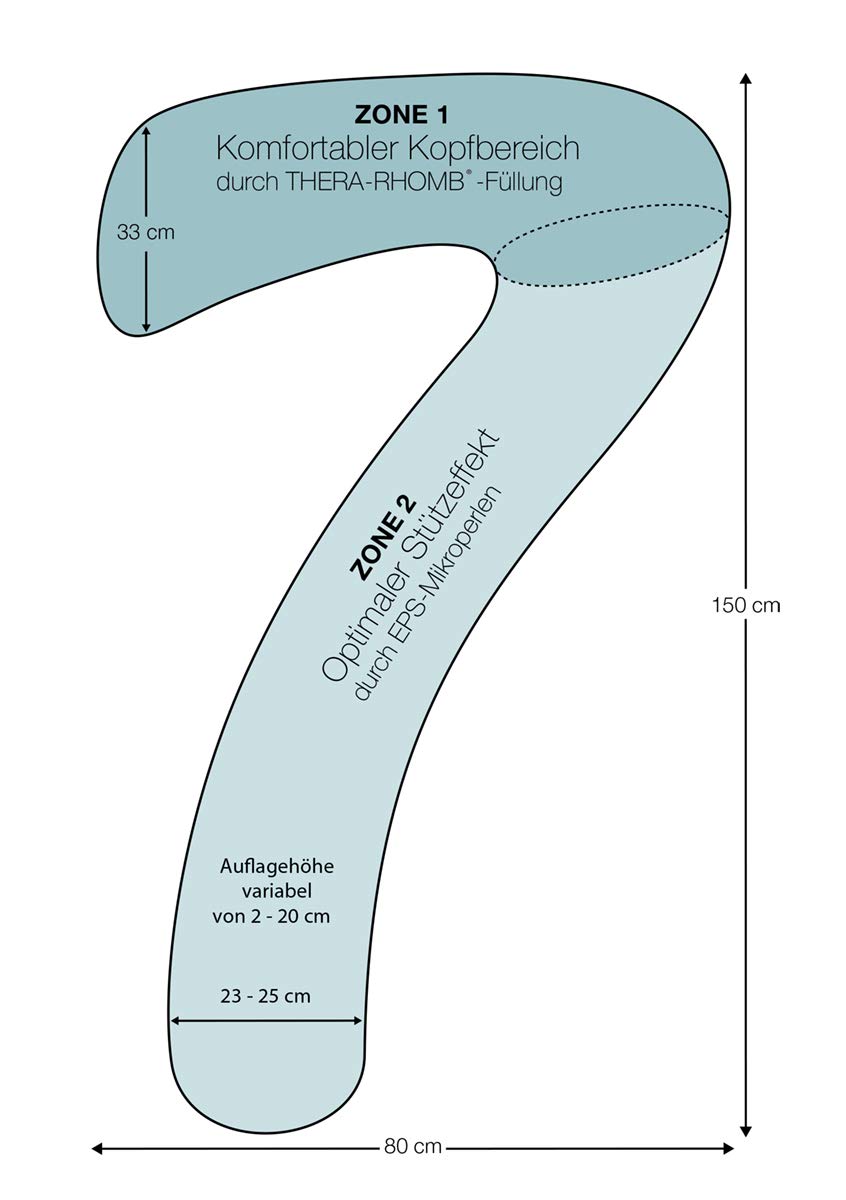 ZONE 1
Komfortabler Kopfbereich
durch THERA-RHOMB® -Füllung
33 cm
ZONE 2
Optimaler Stützeffekt
durch EPS-Mikroperlen
150 cm
Auflagehöhe
variabel
von 2 - 20 cm
23 - 25 cm
80 cm